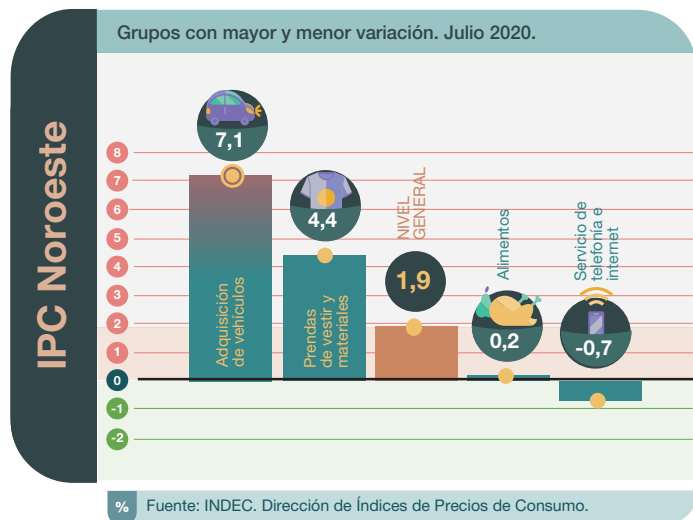 Grupos con mayor y menor variación. Julio 2020.
IPC Noroeste
8
7
6
5
4
3
2
1
0
-1
-2
7,1
Adquisición
de vehículos
4,4
Prendas
de vestir y
materiales
NIVEL
GENERAL
1,9
Alimentos
0,2
Servicio de
telefonía e
internet
-0,7
% Fuente: INDEC. Dirección de Índices de Precios de Consumo.